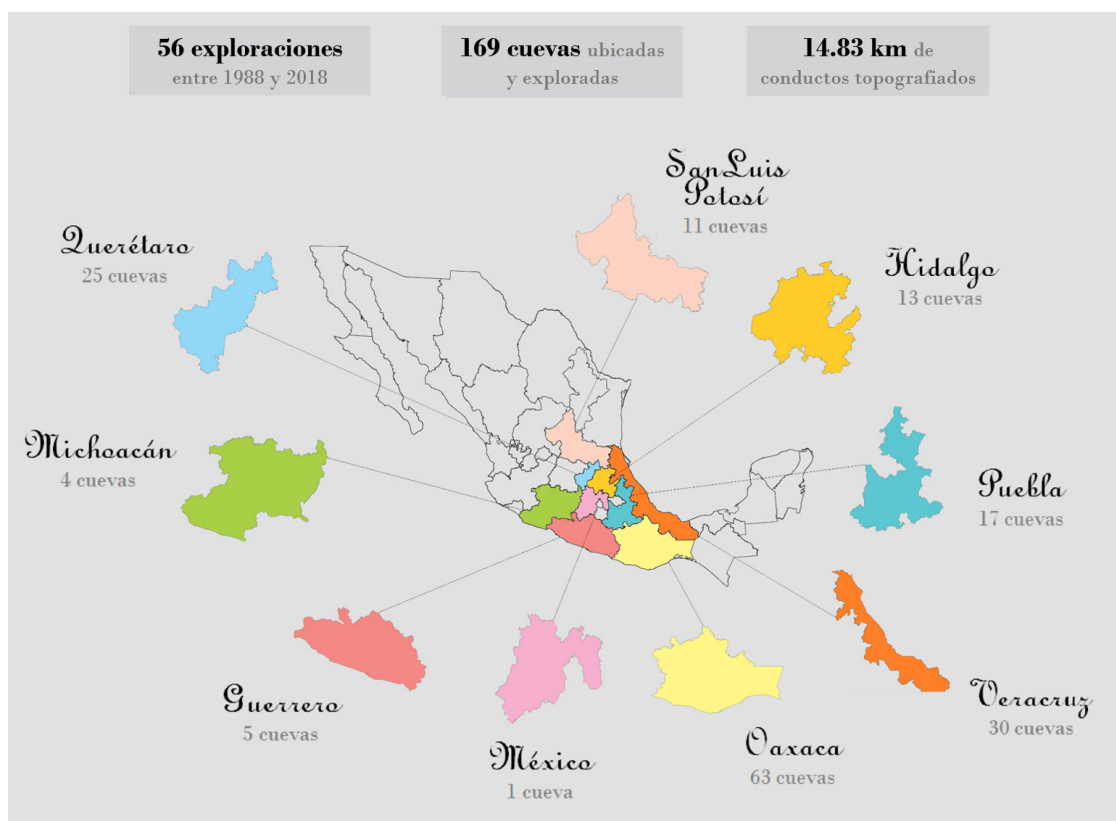 56 exploraciones
entre 1988 y 2018
169 cuevas ubicadas
y exploradas
14.83 km de
conductos topografiados
San Luis
Potosí
11 cuevas
Querétaro
25 cuevas
Hidalgo
13 cuevas
Michoacán
4 cuevas
Puebla
17 cuevas
Guerrero
5 cuevas
México
1 cueva
Oaxaca
63 cuevas
Veracruz
30 cuevas